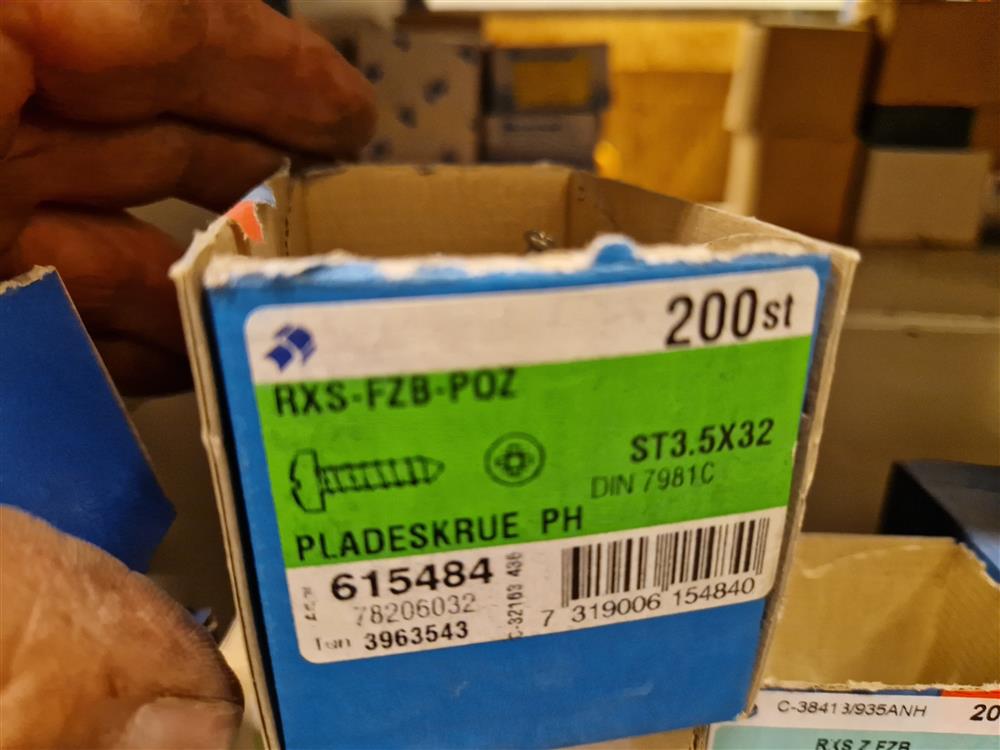 200st
RXS-FZB-POZ
ST3.5X32
DIN 7981C
PLADESKRUE PH
615484
78206032
3963543
C-32163 436
7 319006 154840
C-38413/935ANH
20
RXS Z FZB